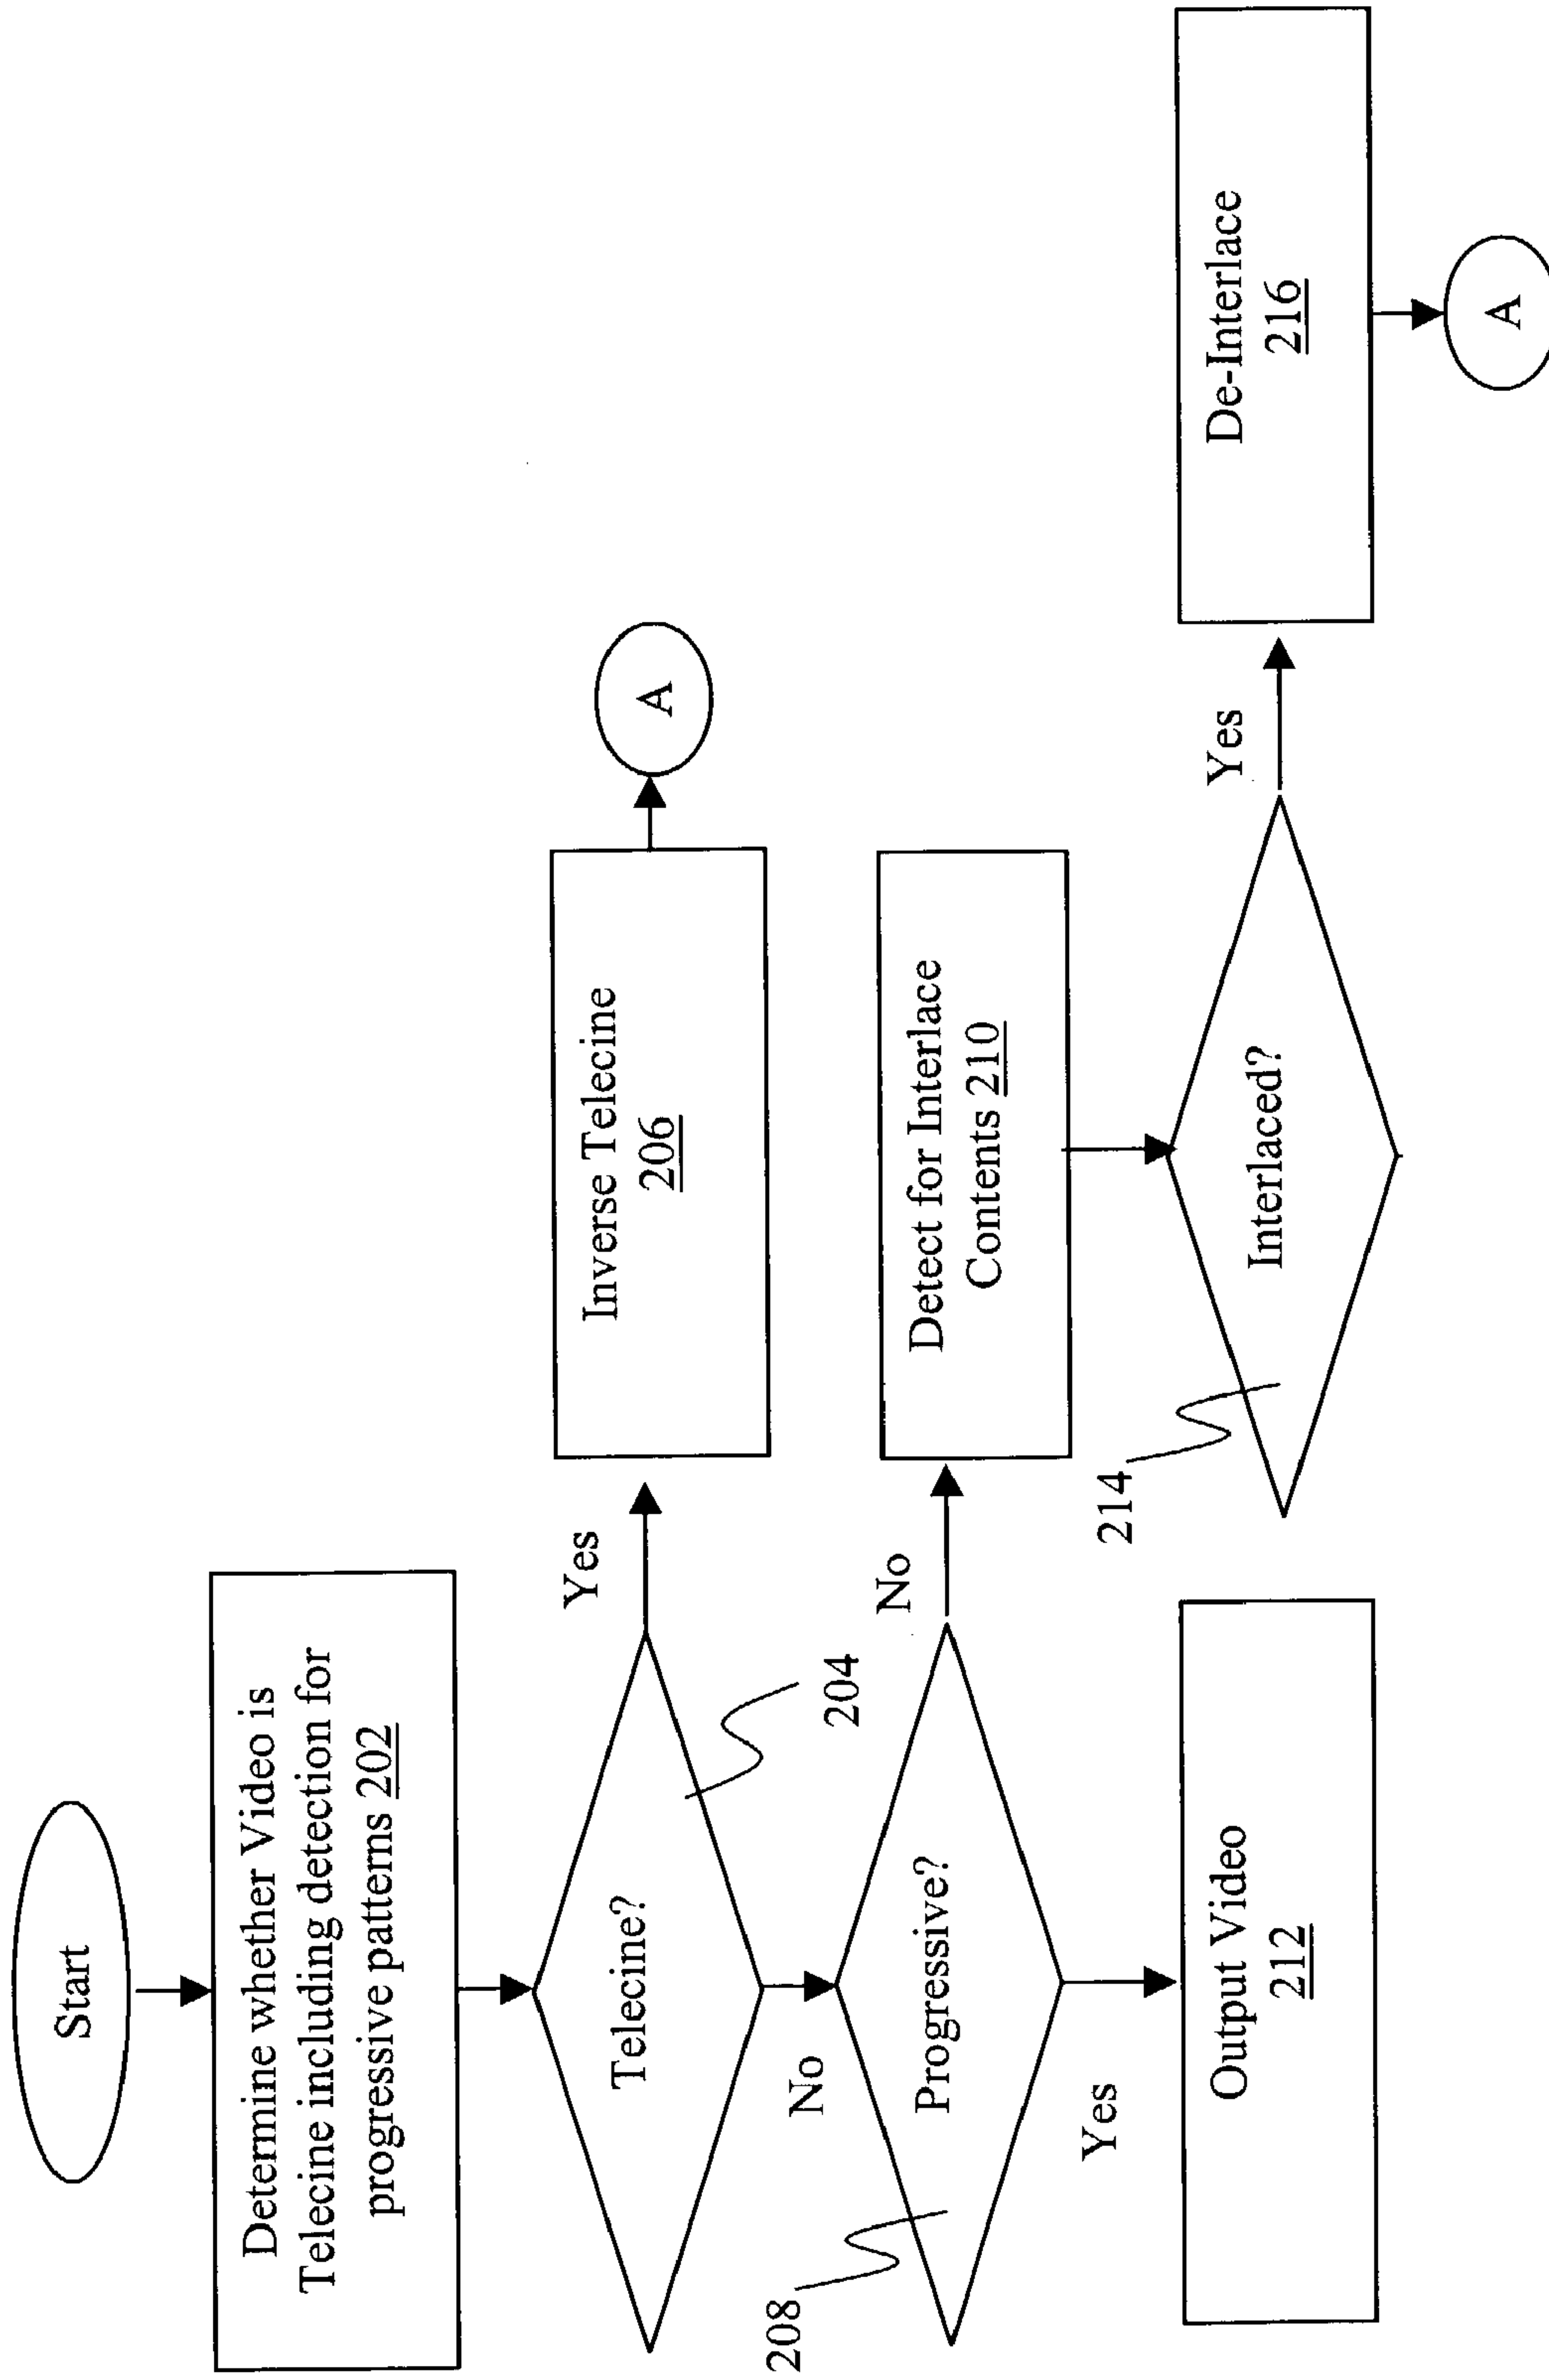 Start
Determine whether Video is
Telecine including detection for
progressive patterns 202
Telecine?
204
Yes
Inverse Telecine
206
A
No
208
Progressive?
No
Detect for Interlace
Contents 210
Yes
Output Video
212
214
Interlaced?
Yes
De-Interlace
216
A